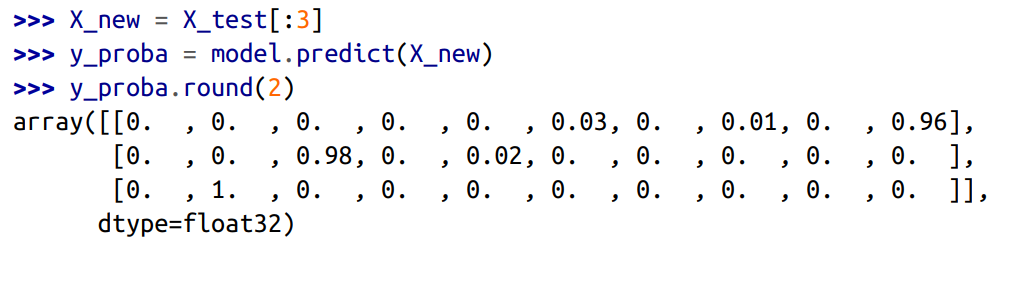 >>> X_new = X_test[:3]
>>> y_proba = model.predict(X_new)
>>> y_proba.round(2)
array([[0.  , 0.  , 0.  , 0.  , 0.  , 0.03, 0.  , 0.01, 0.  , 0.96],
       [0.  , 0.  , 0.98, 0.  , 0.02, 0.  , 0.  , 0.  , 0.  , 0.  ],
       [0.  , 1.  , 0.  , 0.  , 0.  , 0.  , 0.  , 0.  , 0.  , 0.  ]],
      dtype=float32)